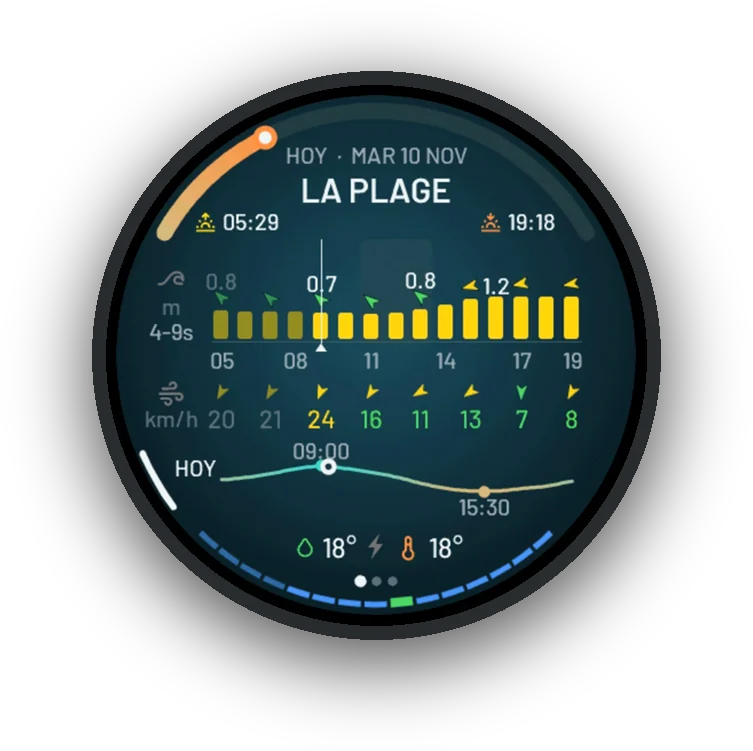 HOY · MAR 10 NOV
LA PLAGE
05:29 19:18
0.8 0.7 0.8 1.2
m
4-9s
05 08 11 14 17 19
km/h 20 21 24 16 11 13 7 8
09:00
HOY
15:30
18° 18°